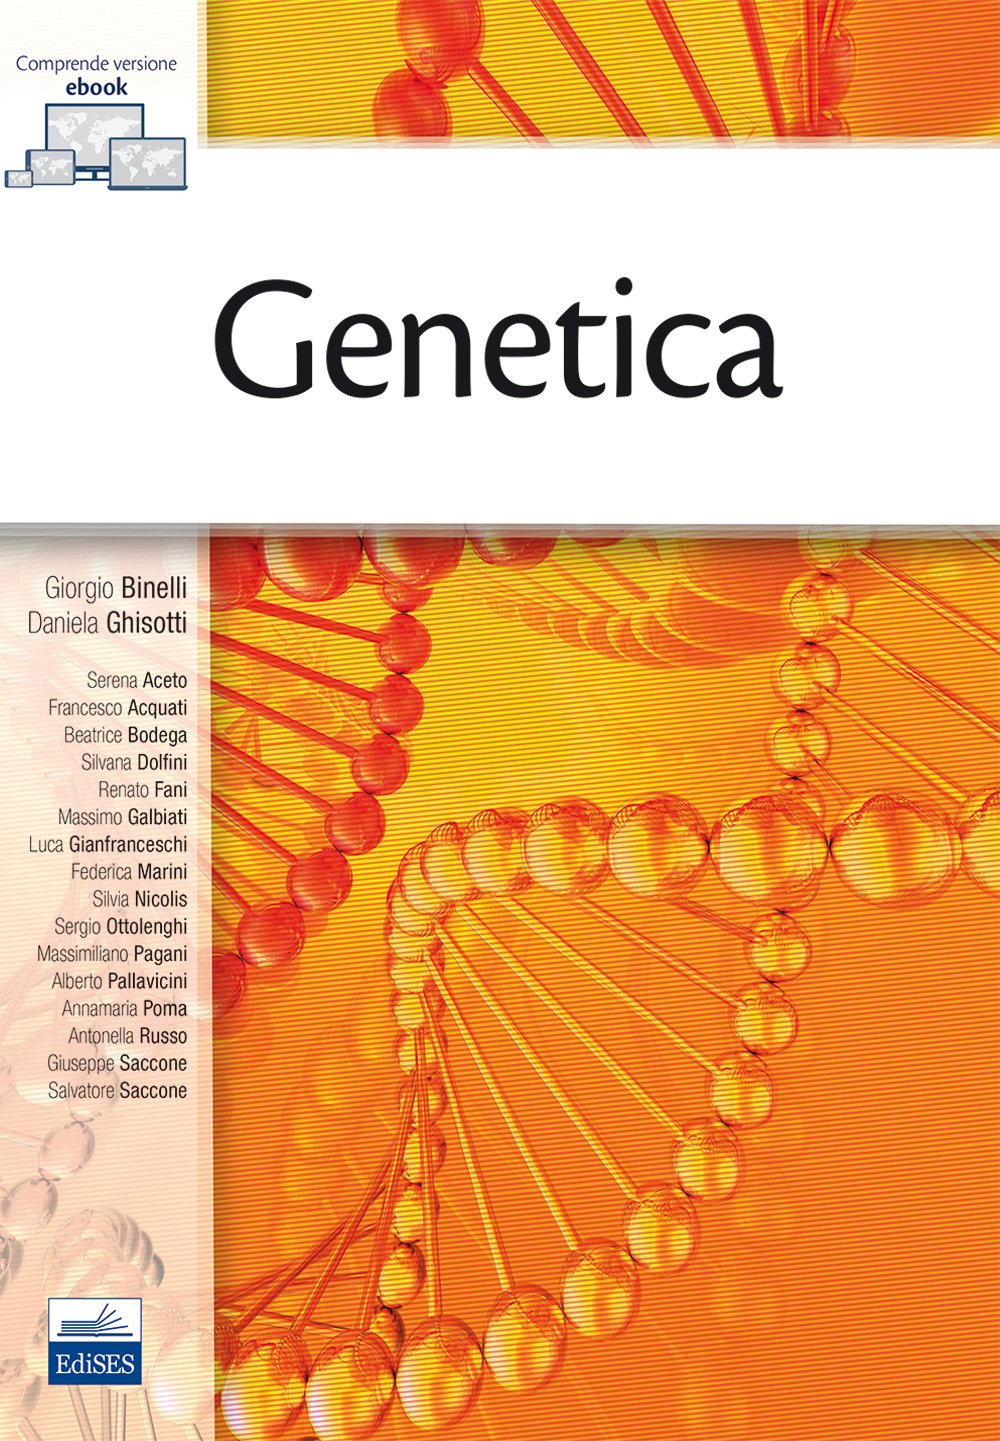 Comprende versione
ebook
Genetica
Giorgio Binelli
Daniela Ghisotti
Serena Aceto
Francesco Acquati
Beatrice Bodega
Silvana Dolfini
Renato Fani
Massimo Galbiati
Luca Gianfranceschi
Federica Marini
Silvia Nicolis
Sergio Ottolenghi
Massimiliano Pagani
Alberto Pallavicini
Annamaria Poma
Antonella Russo
Giuseppe Saccone
Salvatore Saccone
EdiSES